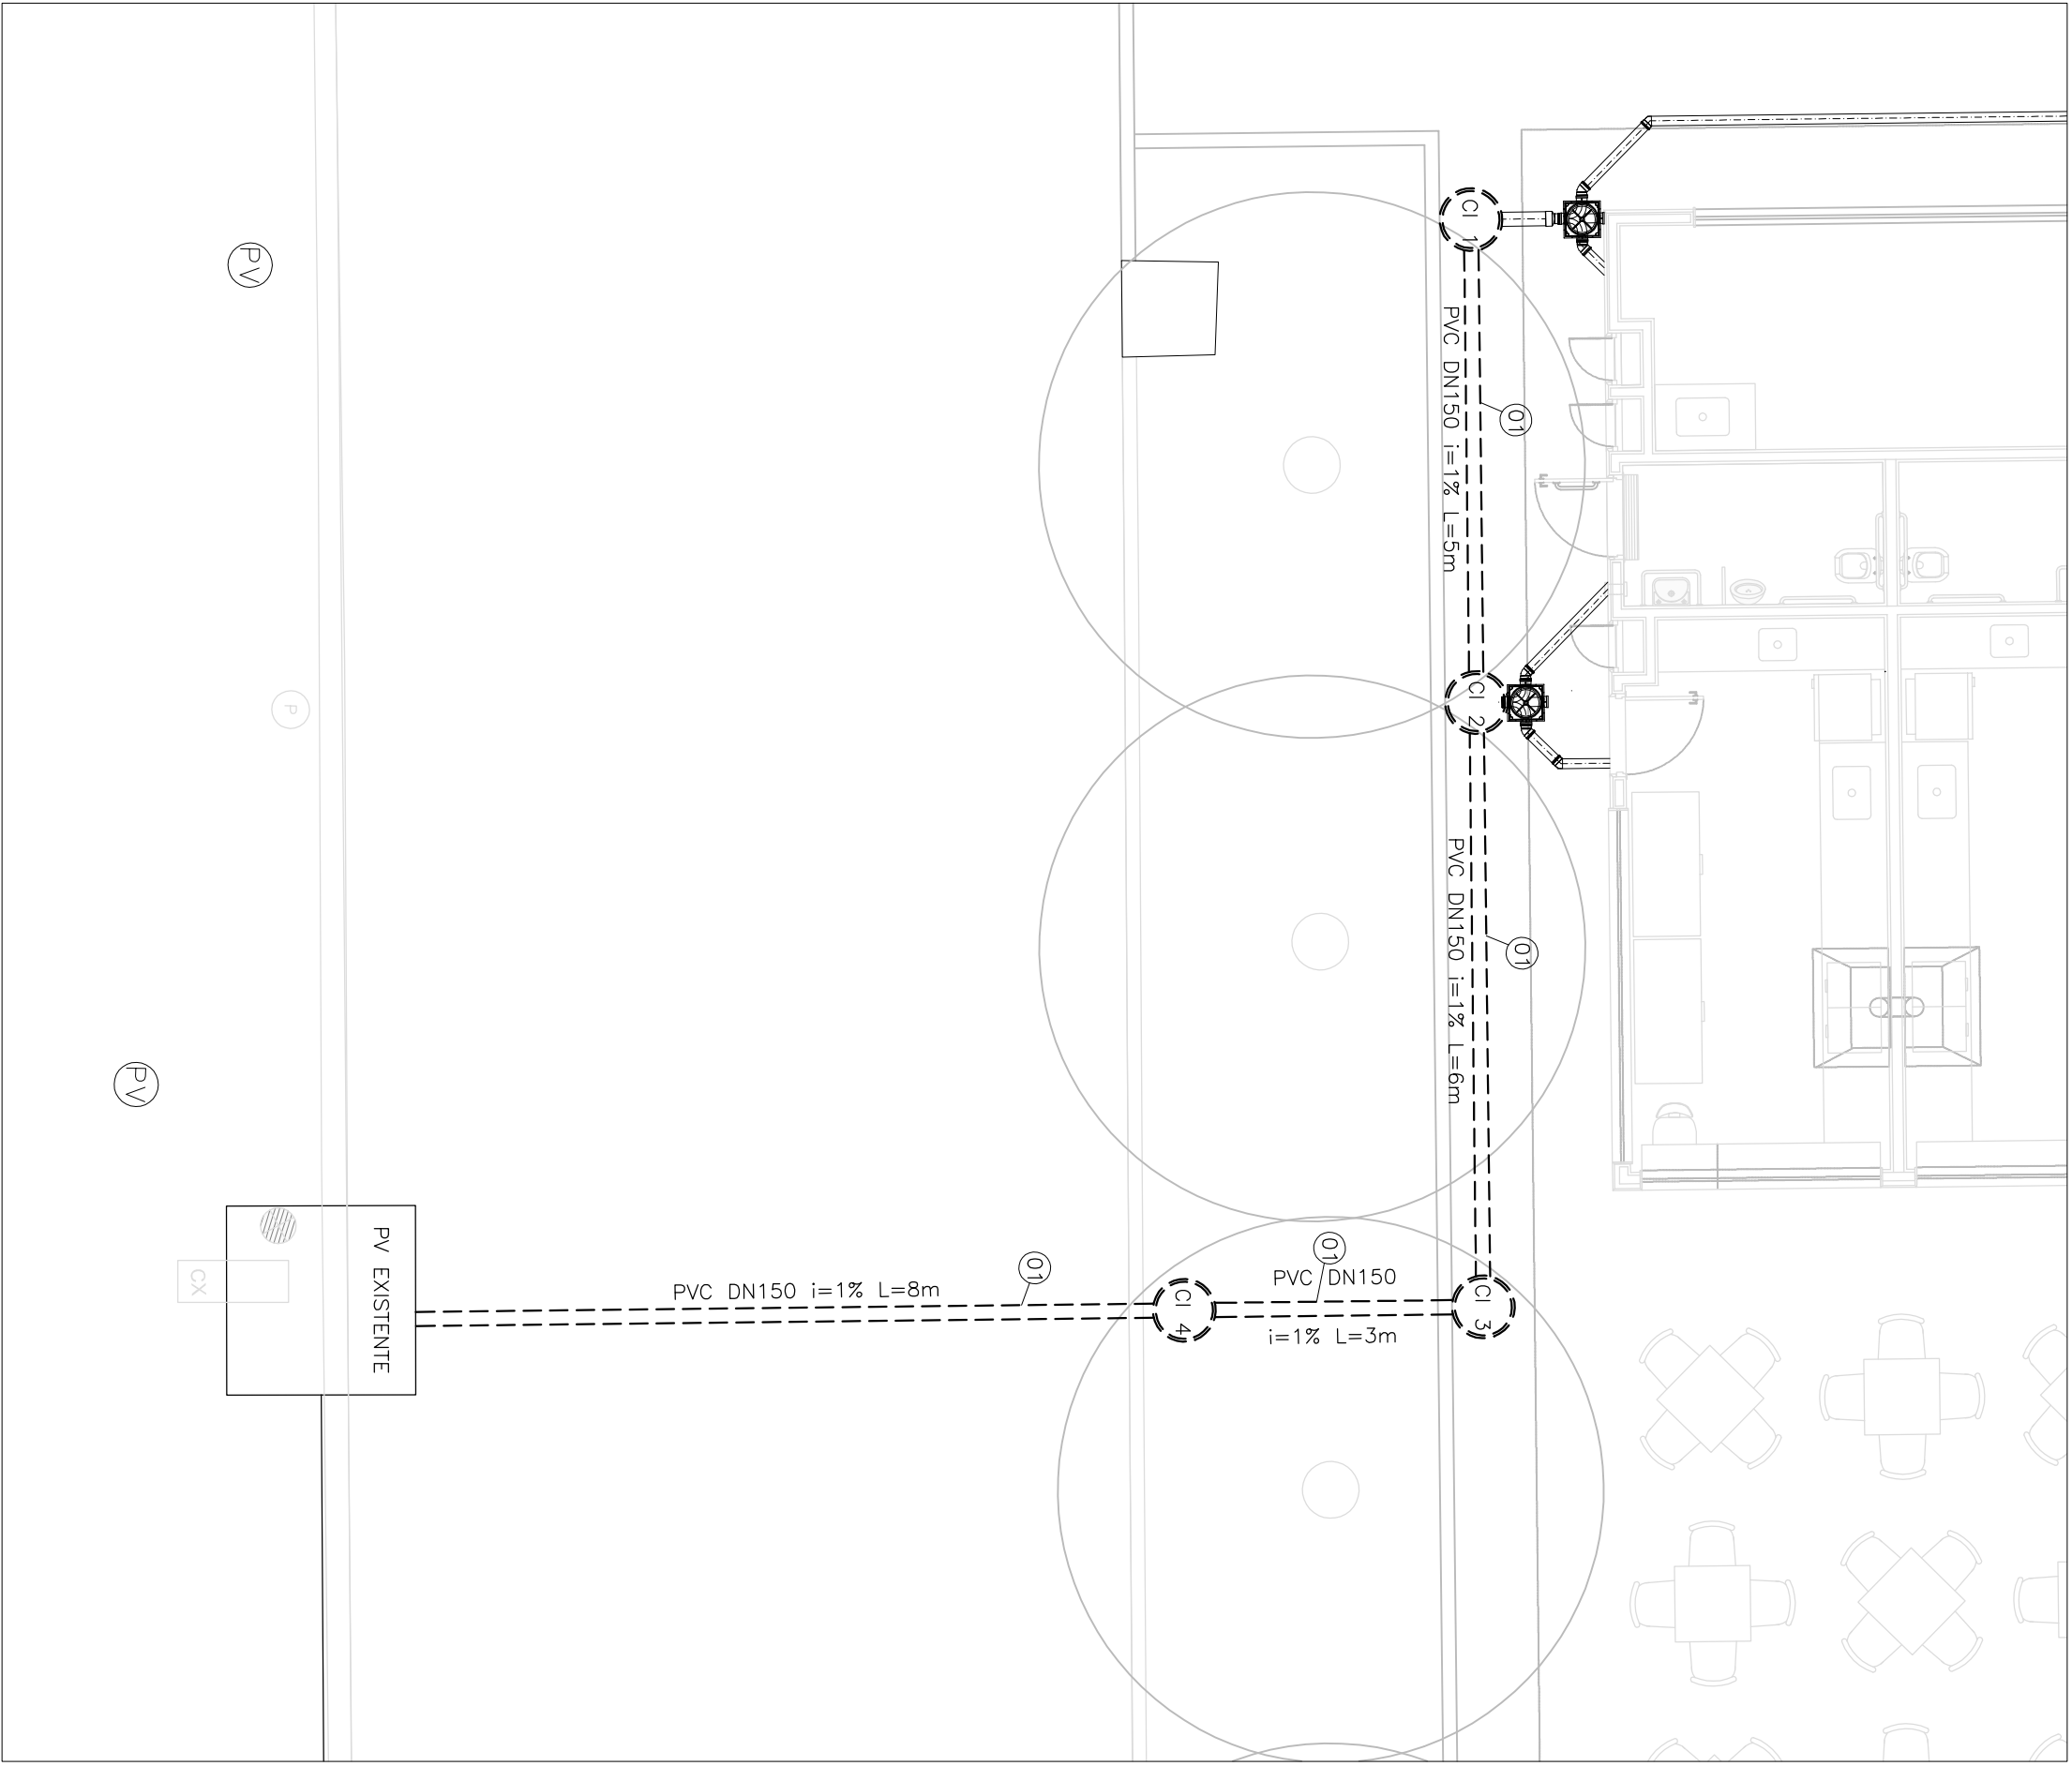 CI 1
PV
PVC DN150 i=1% L=5m
01
CI 2
P
PVC DN150 i=1% L=6m
01
PV
PV EXISTENTE
CX
PVC DN150 i=1% L=8m
01
CI 4
01
PVC DN150
i=1% L=3m
CI 3